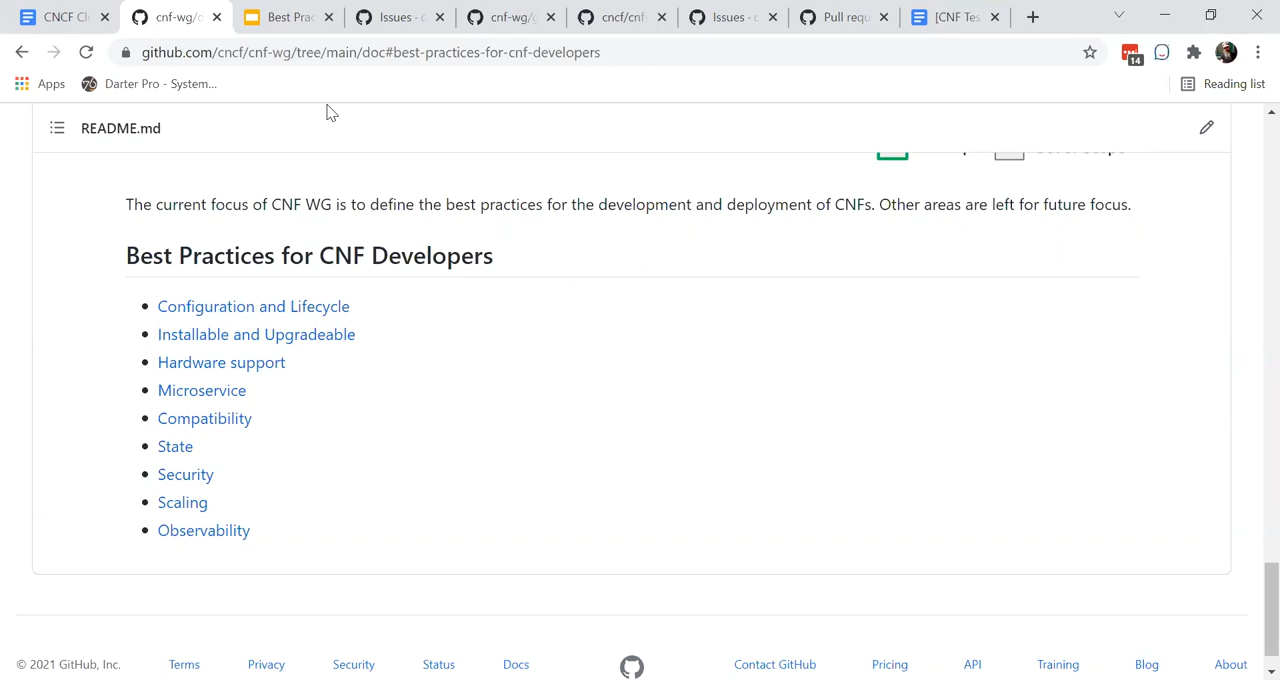 CNCF Cl
cnf-wg/d
Best Prac
Issues · c
cnf-wg/g
cncf/cnf-
Issues · c
Pull requ
[CNF Tes
github.com/cncf/cnf-wg/tree/main/doc#best-practices-for-cnf-developers
14
Apps
Darter Pro - System...
Reading list
README.md
The current focus of CNF WG is to define the best practices for the development and deployment of CNFs. Other areas are left for future focus.
Best Practices for CNF Developers
Configuration and Lifecycle
Installable and Upgradeable
Hardware support
Microservice
Compatibility
State
Security
Scaling
Observability
© 2021 GitHub, Inc.
Terms
Privacy
Security
Status
Docs
Contact GitHub
Pricing
API
Training
Blog
About